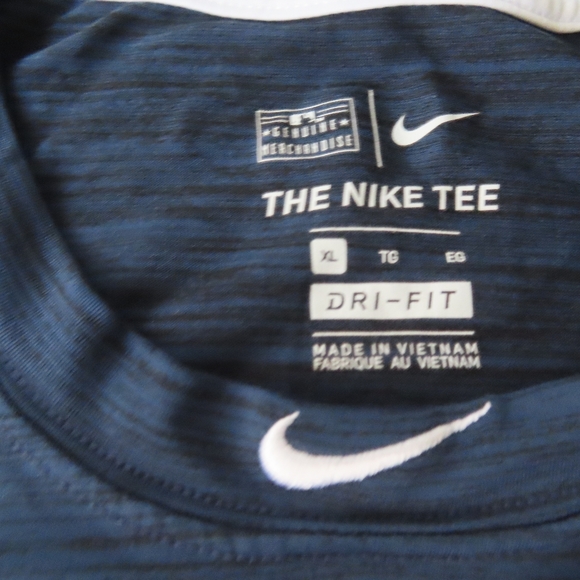 GENUINE
MERCHANDISE
THE NIKE TEE
XL TG EG
DRI-FIT
MADE IN VIETNAM
FABRIQUE AU VIETNAM